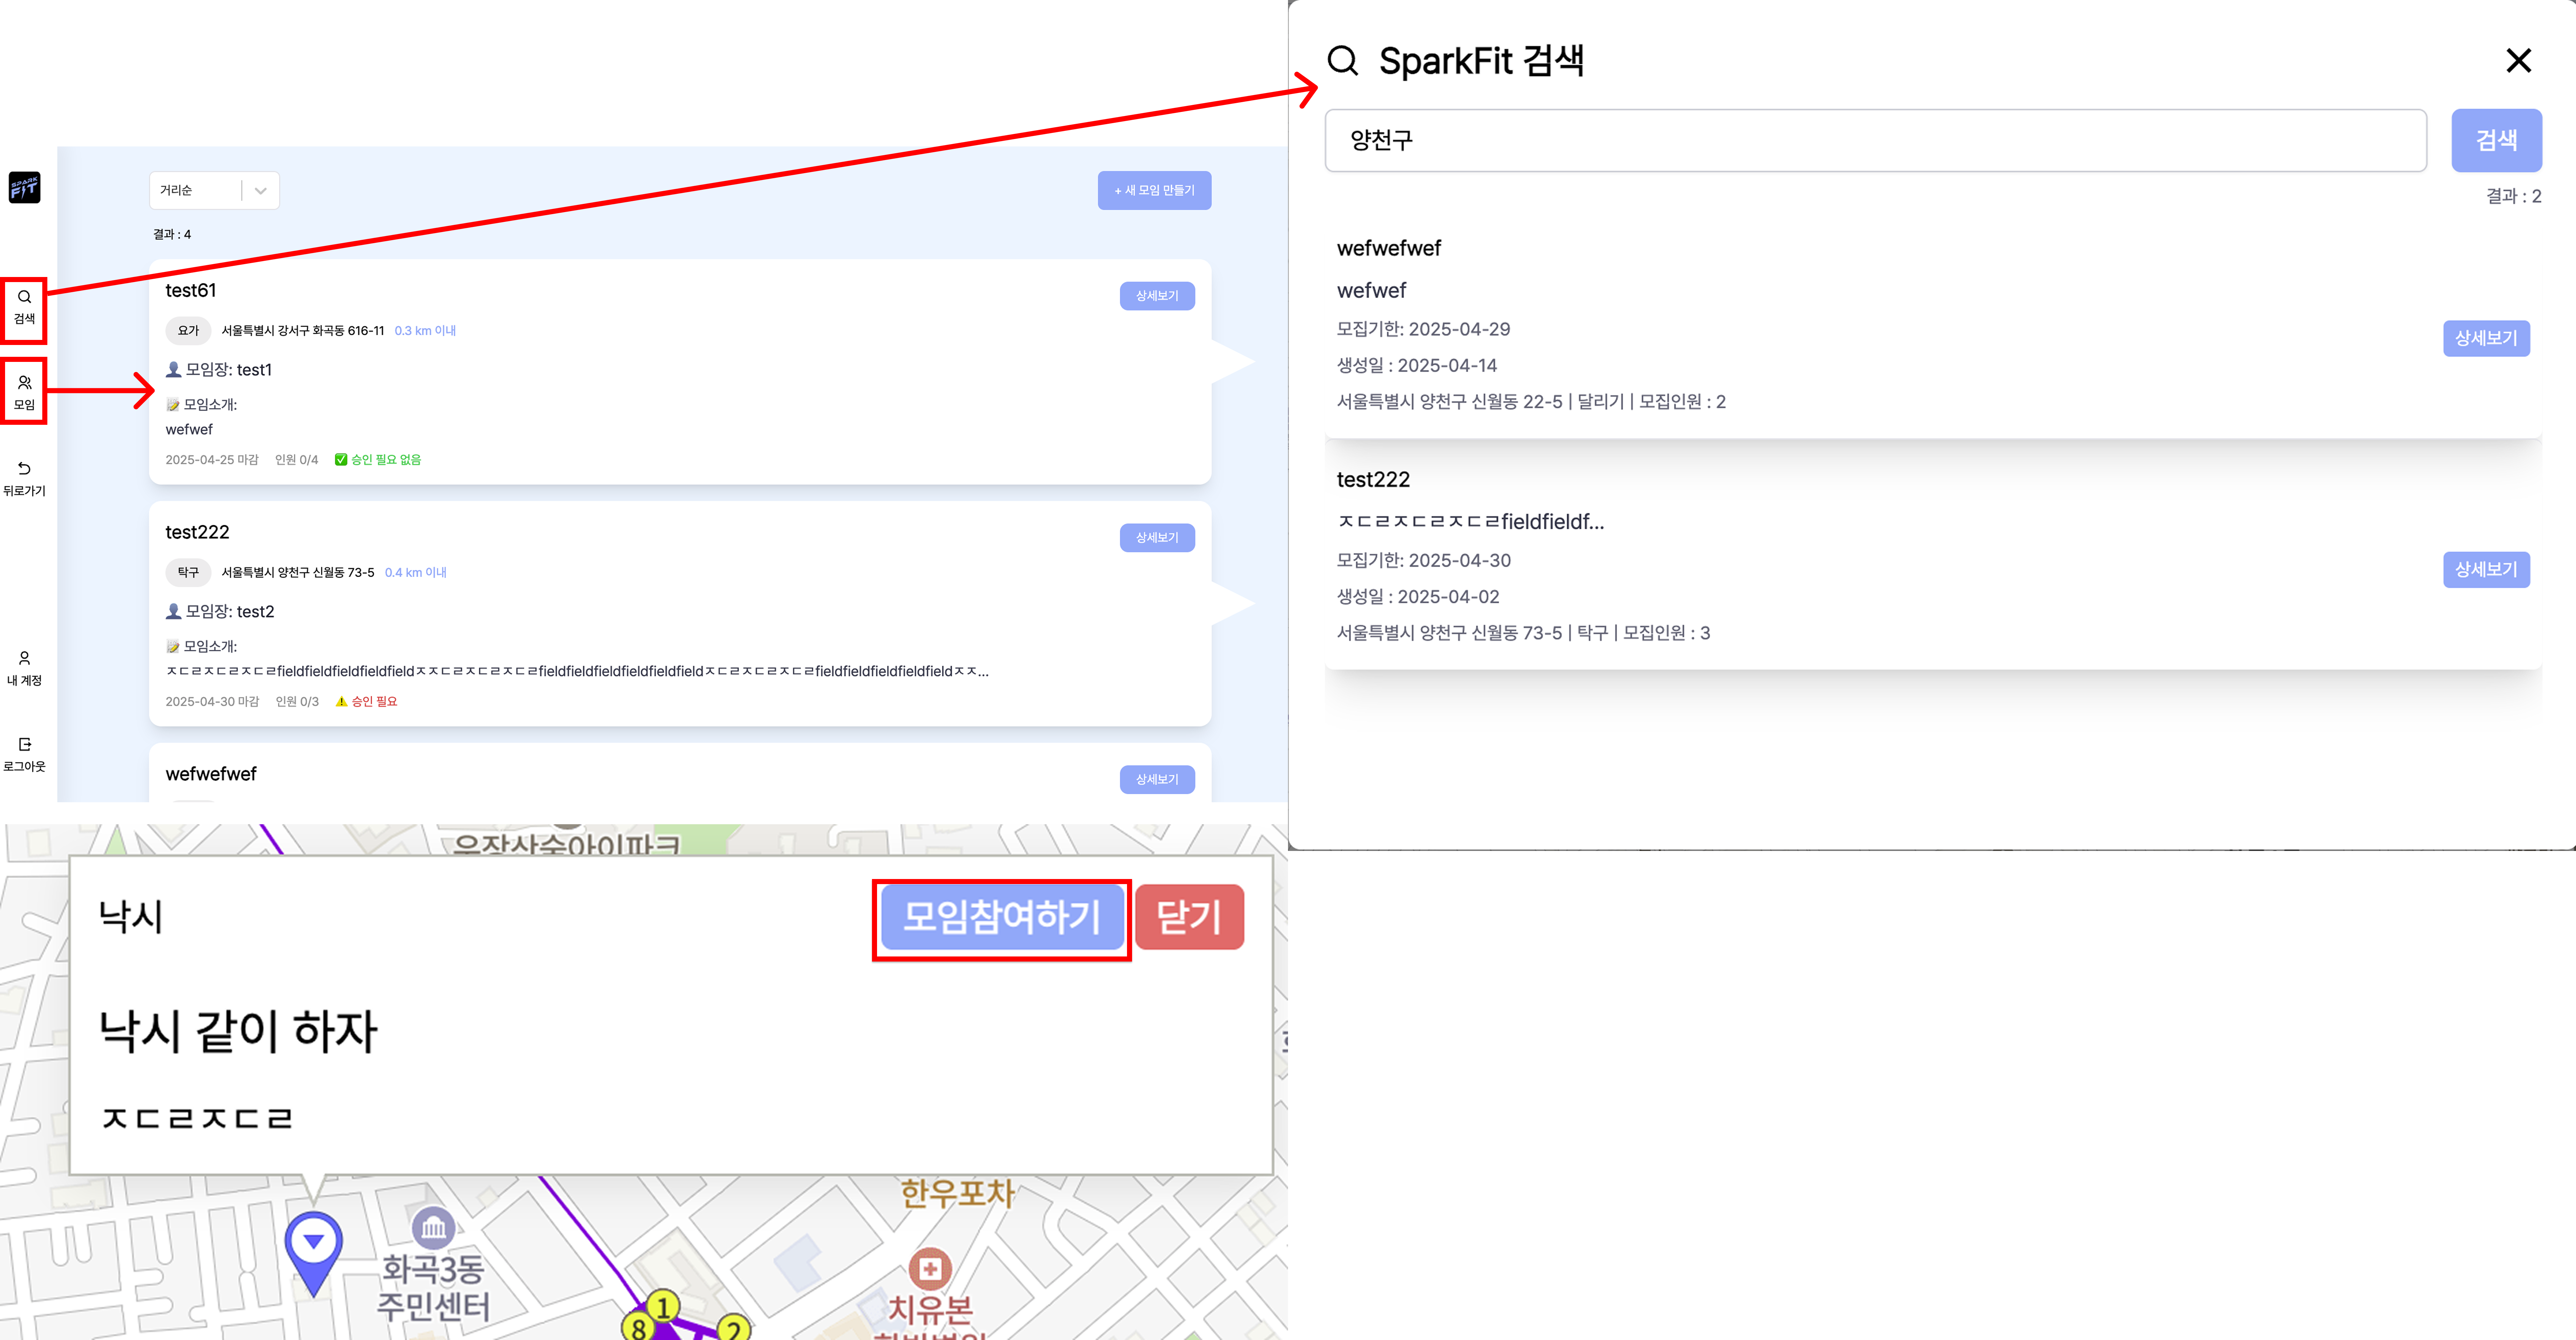 SPARK
FIT
검색
모임
뒤로가기
내 계정
로그아웃
거리순
+ 새 모임 만들기
결과 : 4
test61
상세보기
요가 서울특별시 강서구 화곡동 616-11 0.3 km 이내
👤 모임장: test1
📝 모임소개:
wefwef
2025-04-25 마감 인원 0/4 ✅ 승인 필요 없음
test222
상세보기
탁구 서울특별시 양천구 신월동 73-5 0.4 km 이내
👤 모임장: test2
📝 모임소개:
ㅈㄷㄹㅈㄷㄹㅈㄷㄹfieldfieldfieldfieldfieldㅈㅈㄷㄹㅈㄷㄹㅈㄷㄹfieldfieldfieldfieldfieldfieldㅈㄷㄹㅈㄷㄹㅈㄷㄹfieldfieldfieldfieldfieldㅈㅈ...
2025-04-30 마감 인원 0/3 ⚠️ 승인 필요
wefwefwef
상세보기
SparkFit 검색
양천구
검색
결과 : 2
wefwefwef
wefwef
모집기한: 2025-04-29
생성일 : 2025-04-14
서울특별시 양천구 신월동 22-5 | 달리기 | 모집인원 : 2
상세보기
test222
ㅈㄷㄹㅈㄷㄹㅈㄷㄹfieldfieldf...
모집기한: 2025-04-30
생성일 : 2025-04-02
서울특별시 양천구 신월동 73-5 | 탁구 | 모집인원 : 3
상세보기
우장산숲아이파크
낚시
모임참여하기
닫기
낚시 같이 하자
ㅈㄷㄹㅈㄷㄹ
한우포차
화곡3동
주민센터
치유본
1
8
2